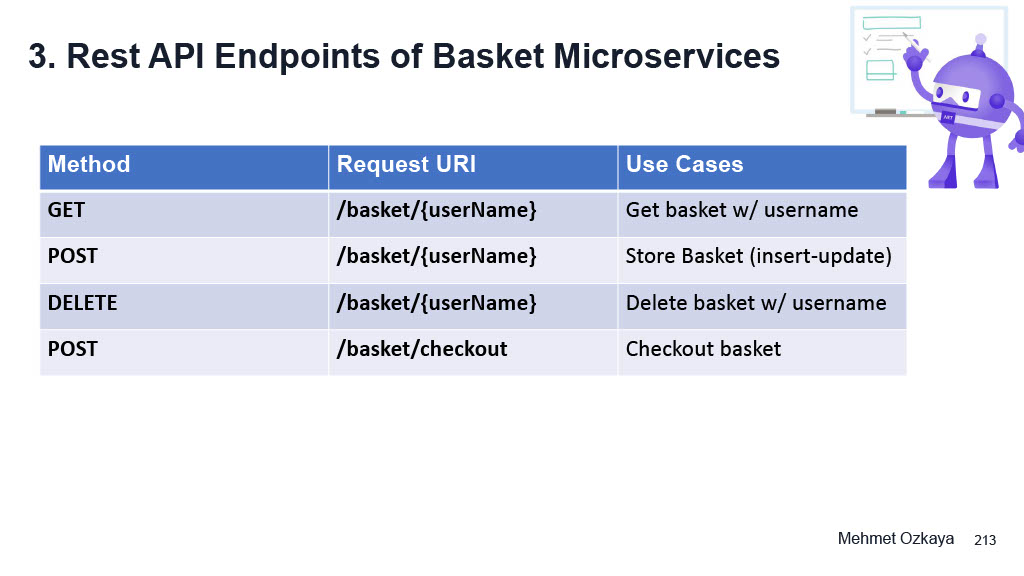 3. Rest API Endpoints of Basket Microservices
Method Request URI Use Cases
GET /basket/{userName} Get basket w/ username
POST /basket/{userName} Store Basket (insert-update)
DELETE /basket/{userName} Delete basket w/ username
POST /basket/checkout Checkout basket
.NET
Mehmet Ozkaya 213